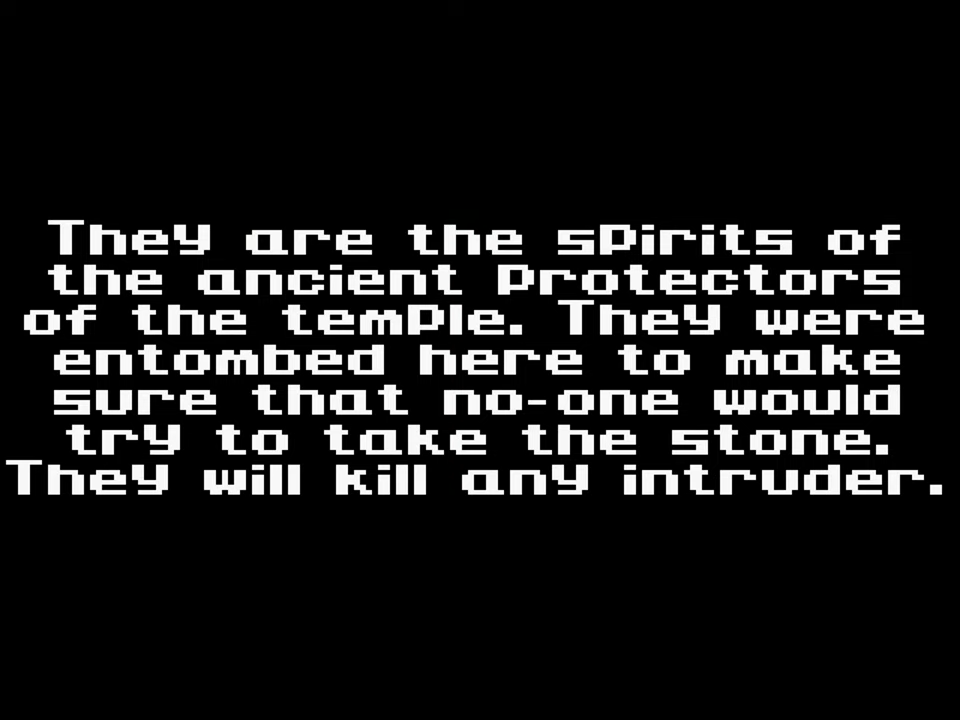 They are the spirits of
the ancient protectors
of the temple. They were
entombed here to make
sure that no-one would
try to take the stone.
They will kill any intruder.